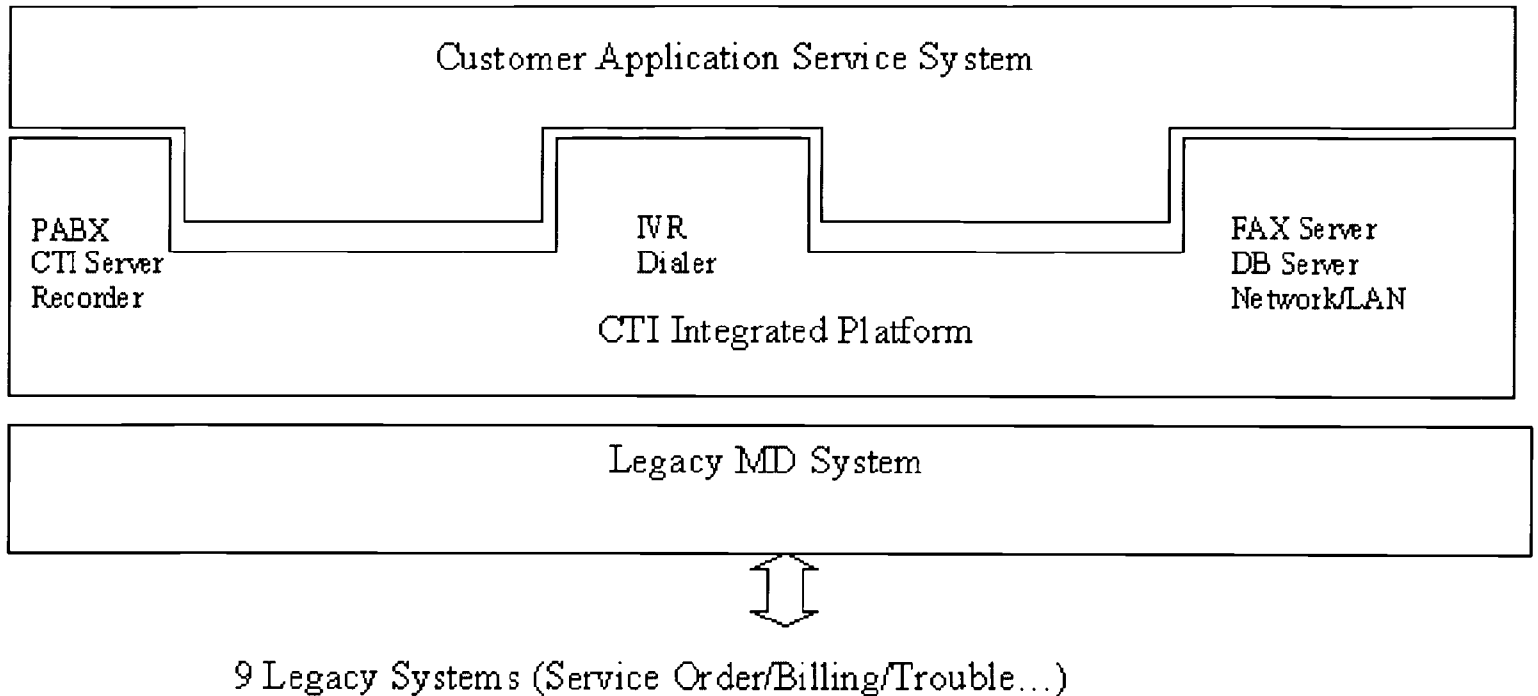 Customer Application Service System
PABX
CTI Server
Recorder
IVR
Dialer
FAX Server
DB Server
Network/LAN
CTI Integrated Platform
Legacy MD System
9 Legacy Systems (Service Order/Billing/Trouble...)